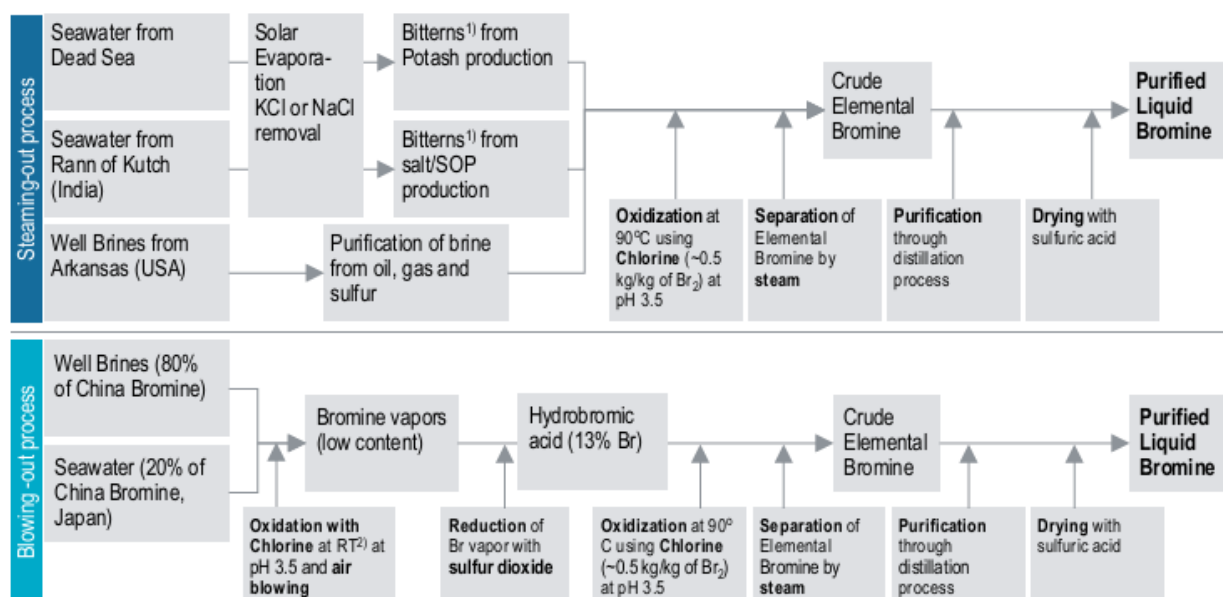 Steaming-out process
Seawater from
Dead Sea
Solar
Evapora-
tion
KCl or NaCl
removal
Bitterns1) from
Potash production
Seawater from
Rann of Kutch
(India)
Bitterns1) from
salt/SOP
production
Well Brines from
Arkansas (USA)
Purification of brine
from oil, gas and
sulfur
Crude
Elemental
Bromine
Purified
Liquid
Bromine
Oxidization at
90ºC using
Chlorine (~0.5
kg/kg of Br2) at
pH 3.5
Separation of
Elemental
Bromine by
steam
Purification
through
distillation
process
Drying with
sulfuric acid
Blowing -out process
Well Brines (80%
of China Bromine)
Seawater (20% of
China Bromine,
Japan)
Bromine vapors
(low content)
Hydrobromic
acid (13% Br)
Crude
Elemental
Bromine
Purified
Liquid
Bromine
Oxidation with
Chlorine at RT2) at
pH 3.5 and air
blowing
Reduction of
Br vapor with
sulfur dioxide
Oxidization at 90º
C using Chlorine
(~0.5 kg/kg of Br2)
at pH 3.5
Separation of
Elemental
Bromine by
steam
Purification
through
distillation
process
Drying with
sulfuric acid